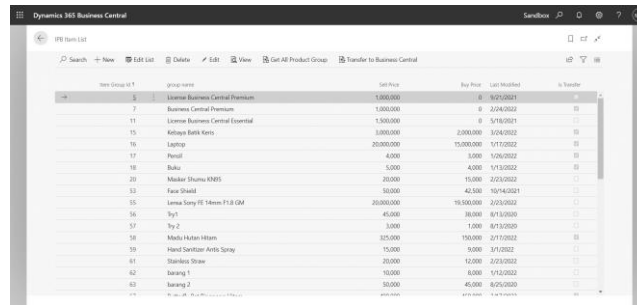 Dynamics 365 Business Central Sandbox
IPB Item List
Search New Edit List Delete Edit View Get All Product Group Transfer to Business Central
Item Group Id group name Sell Price Buy Price Last Modified Is Transfer
5 License Business Central Premium 1,000,000 0 9/21/2021
7 Business Central Premium 1,000,000 0 2/24/2022
11 License Business Central Essential 1,500,000 0 5/18/2021
15 Kebaya Batik Keris 3,000,000 2,000,000 3/24/2022
16 Laptop 20,000,000 15,000,000 1/17/2022
17 Pensil 4,000 3,000 1/26/2022
18 Buku 5,000 4,000 1/13/2022
20 Masker Shumu KN95 20,000 15,000 2/23/2022
53 Face Shield 50,000 42,500 10/14/2021
55 Lensa Sony FE 14mm F1.8 GM 20,000,000 19,500,000 2/23/2022
56 Try1 45,000 38,000 8/13/2020
57 Try 2 3,000 1,000 8/13/2020
58 Madu Hutan Hitam 325,000 150,000 2/17/2022
59 Hand Sanitizer Antis Spray 15,000 9,000 3/1/2022
61 Stainless Straw 20,000 12,000 2/23/2022
62 barang 1 10,000 8,000 1/12/2022
63 barang 2 50,000 45,000 8/25/2020